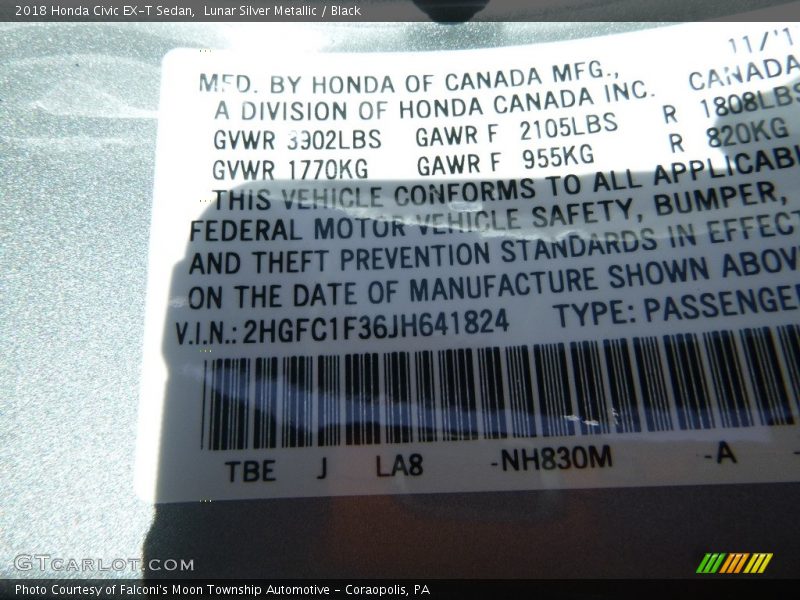 2018 Honda Civic EX-T Sedan, Lunar Silver Metallic / Black
11/'1
MFD. BY HONDA OF CANADA MFG., CANADA
A DIVISION OF HONDA CANADA INC.
GVWR 3902LBS GAWR F 2105LBS R 1808LBS
GVWR 1770KG GAWR F 955KG R 820KG
THIS VEHICLE CONFORMS TO ALL APPLICABL
FEDERAL MOTOR VEHICLE SAFETY, BUMPER,
AND THEFT PREVENTION STANDARDS IN EFFECT
ON THE DATE OF MANUFACTURE SHOWN ABOV
V.I.N.: 2HGFC1F36JH641824 TYPE: PASSENGE
TBE J LA8 -NH830M -A -
GTCARLOT.COM
Photo Courtesy of Falconi's Moon Township Automotive - Coraopolis, PA